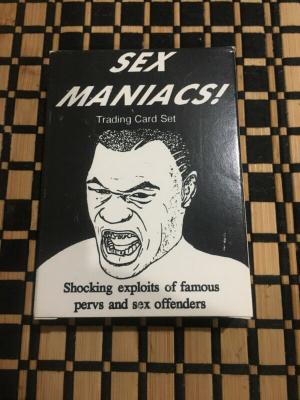 SEX
MANIACS!
Trading Card Set
Shocking exploits of famous
pervs and sex offenders